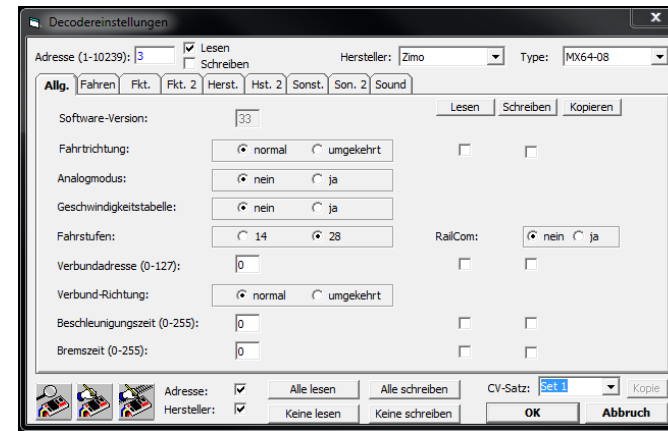 Decodereinstellungen
x
Adresse (1-10239): 3 Lesen Schreiben Hersteller: Zimo Type: MX64-08
Allg. Fahren Fkt. Fkt. 2 Herst. Hst. 2 Sonst. Son. 2 Sound
Lesen Schreiben Kopieren
Software-Version: 33
Fahrtrichtung: normal umgekehrt
Analogmodus: nein ja
Geschwindigkeitstabelle: nein ja
Fahrstufen: 14 28 RailCom: nein ja
Verbundadresse (0-127): 0
Verbund-Richtung: normal umgekehrt
Beschleunigungszeit (0-255): 0
Bremszeit (0-255): 0
Adresse: Alle lesen Alle schreiben CV-Satz: Set 1 Kopie
Hersteller: Keine lesen Keine schreiben OK Abbruch